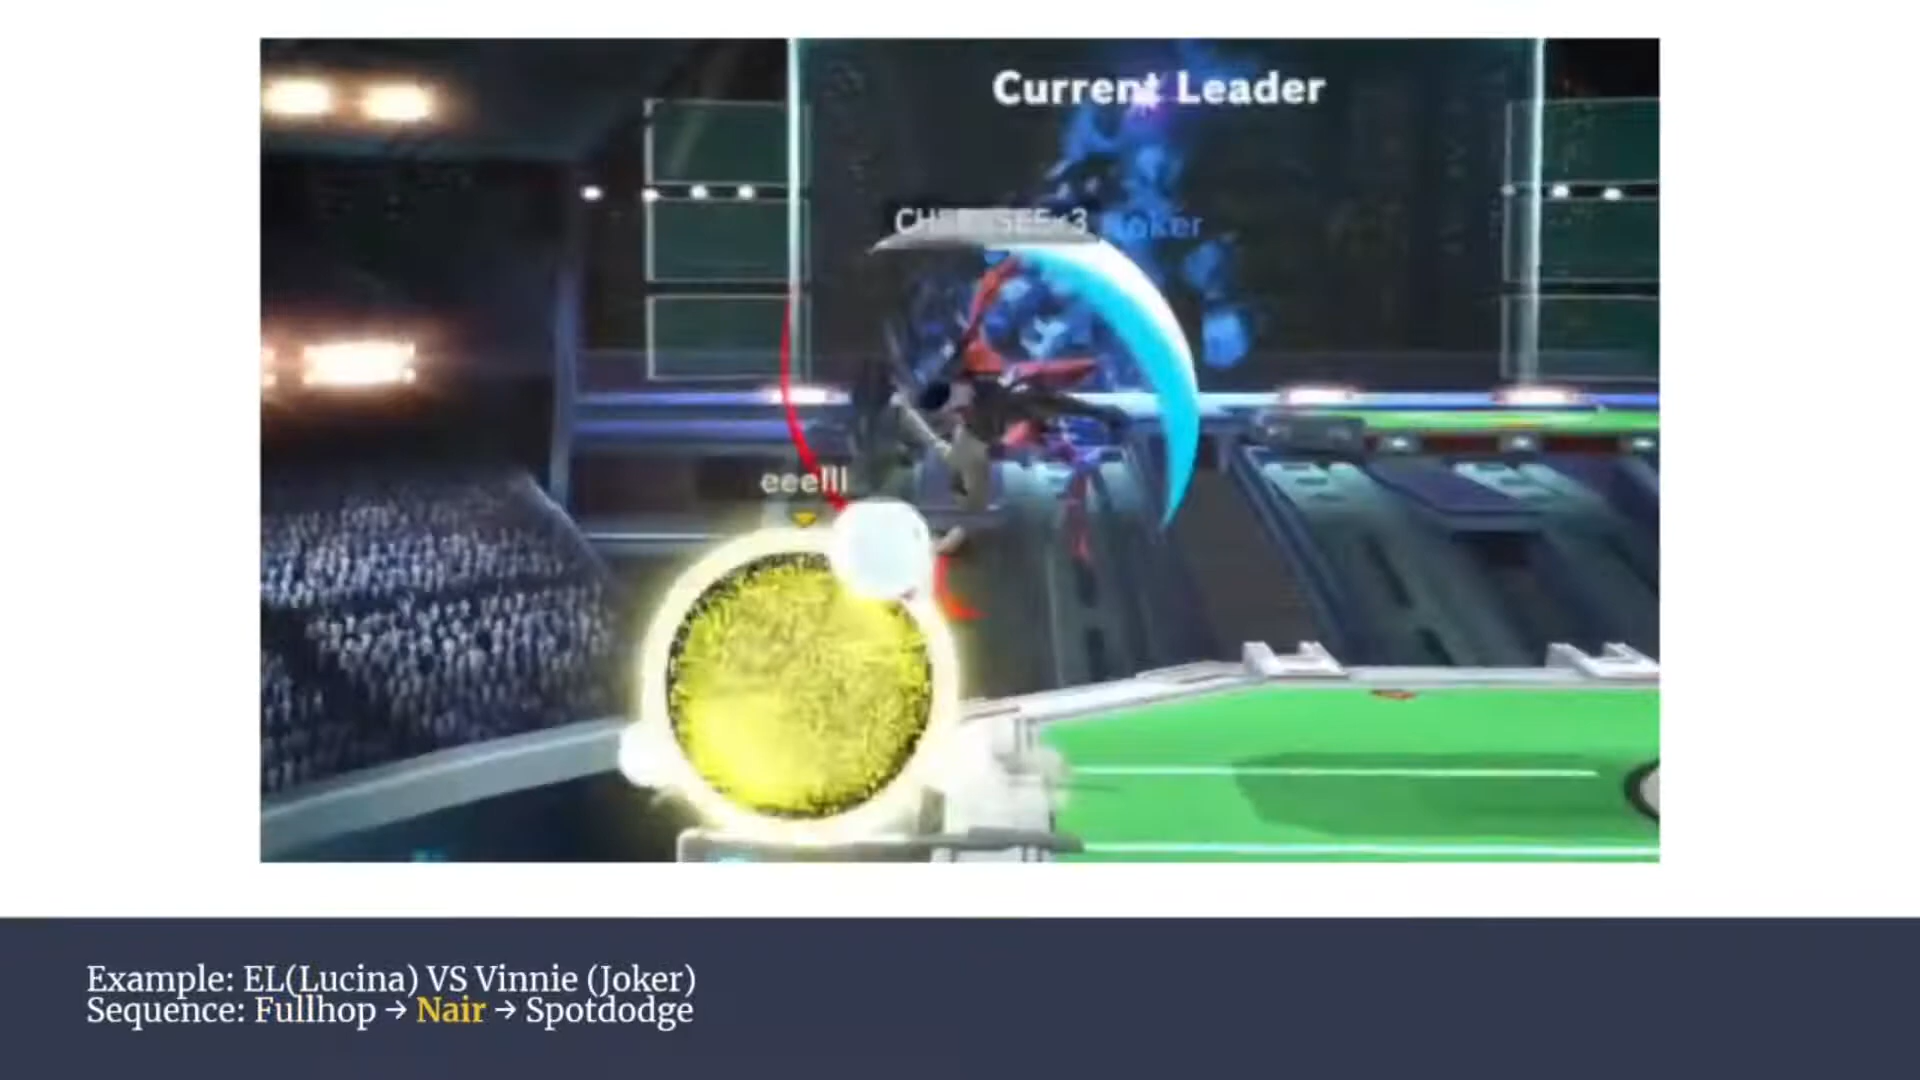 Current Leader
Joker
eeelll
Example: EL(Lucina) VS Vinnie (Joker)
Sequence: Fullhop → Nair → Spotdodge